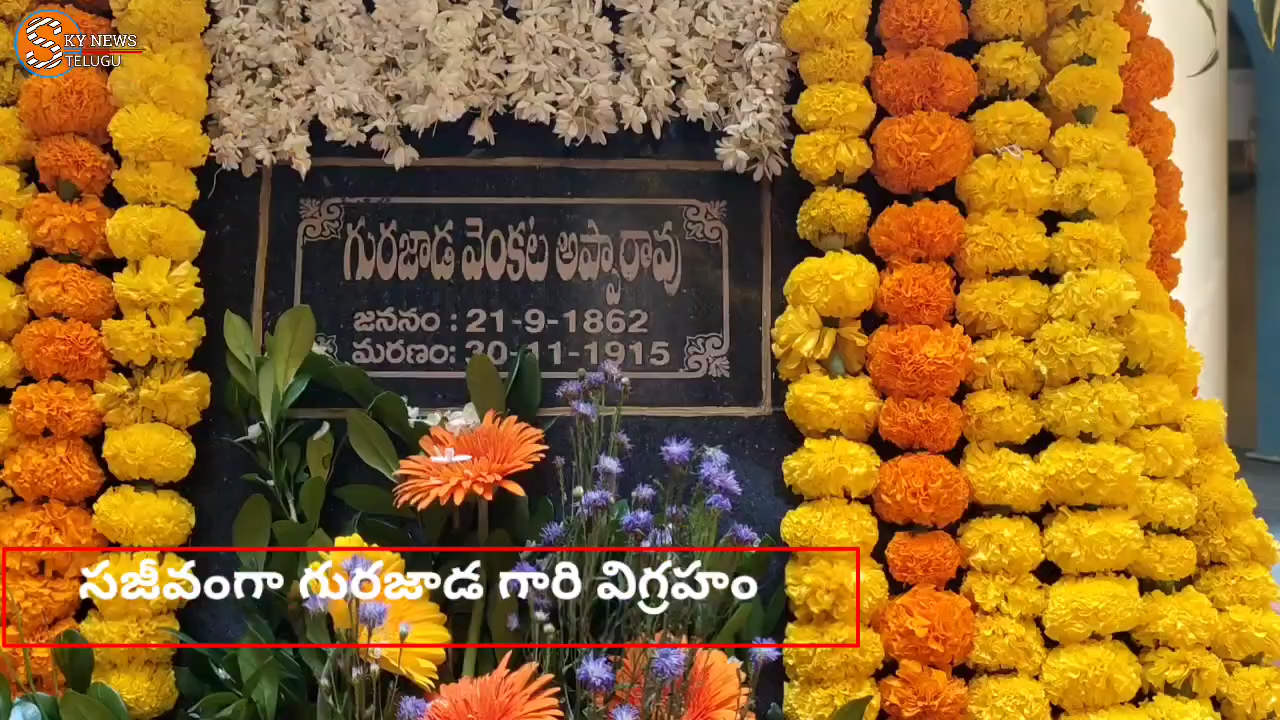 SKY NEWS
TELUGU
గురజాడ వెంకట అప్పారావు
జననం : 21-9-1862
మరణం: 30-11-1915
సజీవంగా గురజాడ గారి విగ్రహం